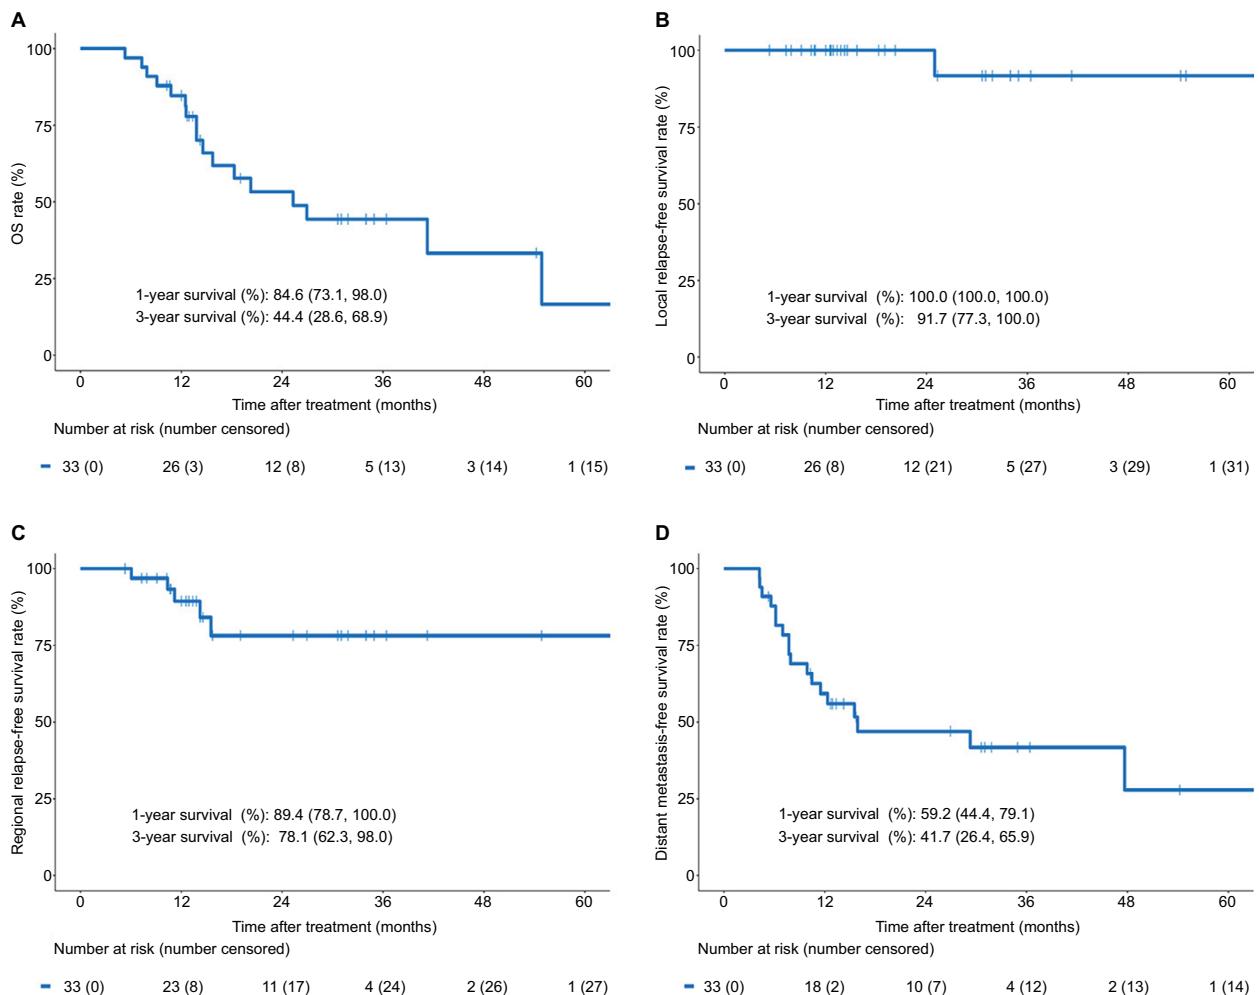 A
OS rate (%)
100
75
50
25
0
1-year survival (%): 84.6 (73.1, 98.0)
3-year survival (%): 44.4 (28.6, 68.9)
0 12 24 36 48 60
Time after treatment (months)
Number at risk (number censored)
33 (0) 26 (3) 12 (8) 5 (13) 3 (14) 1 (15)
B
Local relapse-free survival rate (%)
100
75
50
25
0
1-year survival (%): 100.0 (100.0, 100.0)
3-year survival (%): 91.7 (77.3, 100.0)
0 12 24 36 48 60
Time after treatment (months)
Number at risk (number censored)
33 (0) 26 (8) 12 (21) 5 (27) 3 (29) 1 (31)
C
Regional relapse-free survival rate (%)
100
75
50
25
0
1-year survival (%): 89.4 (78.7, 100.0)
3-year survival (%): 78.1 (62.3, 98.0)
0 12 24 36 48 60
Time after treatment (months)
Number at risk (number censored)
33 (0) 23 (8) 11 (17) 4 (24) 2 (26) 1 (27)
D
Distant metastasis-free survival rate (%)
100
75
50
25
0
1-year survival (%): 59.2 (44.4, 79.1)
3-year survival (%): 41.7 (26.4, 65.9)
0 12 24 36 48 60
Time after treatment (months)
Number at risk (number censored)
33 (0) 18 (2) 10 (7) 4 (12) 2 (13) 1 (14)